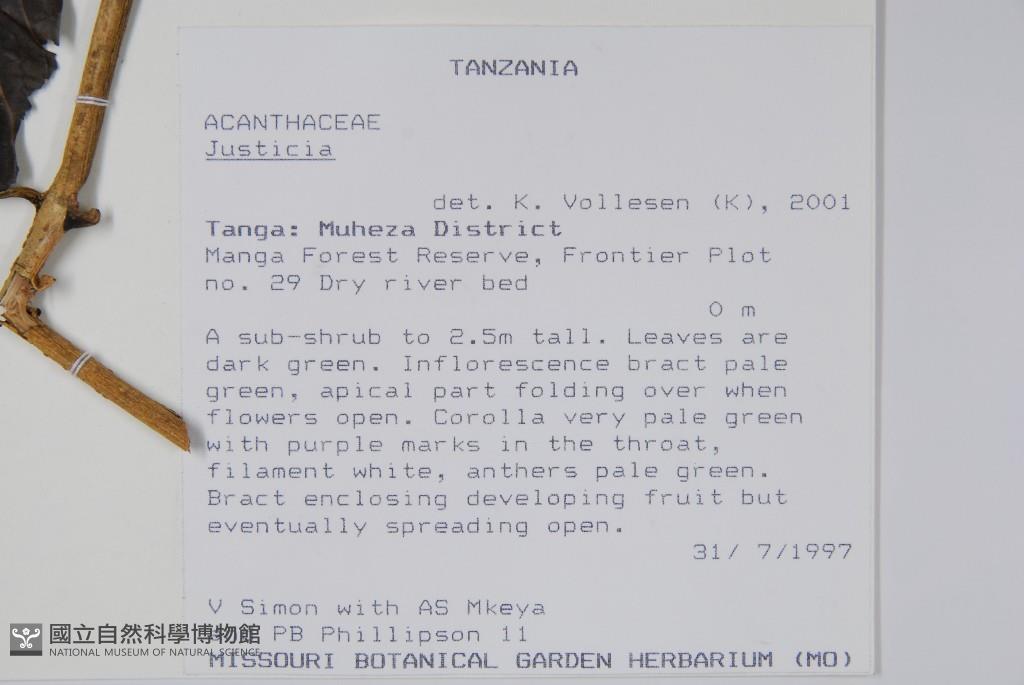 TANZANIA
ACANTHACEAE
Justicia
det. K. Vollesen (K), 2001
Tanga: Muheza District
Manga Forest Reserve, Frontier Plot
no. 29 Dry river bed
0 m
A sub-shrub to 2.5m tall. Leaves are
dark green. Inflorescence bract pale
green, apical part folding over when
flowers open. Corolla very pale green
with purple marks in the throat,
filament white, anthers pale green.
Bract enclosing developing fruit but
eventually spreading open.
31/ 7/1997
V Simon with AS Mkeya
PB Phillipson 11
MISSOURI BOTANICAL GARDEN HERBARIUM (MO)
國立自然科學博物館
NATIONAL MUSEUM OF NATURAL SCIENCE